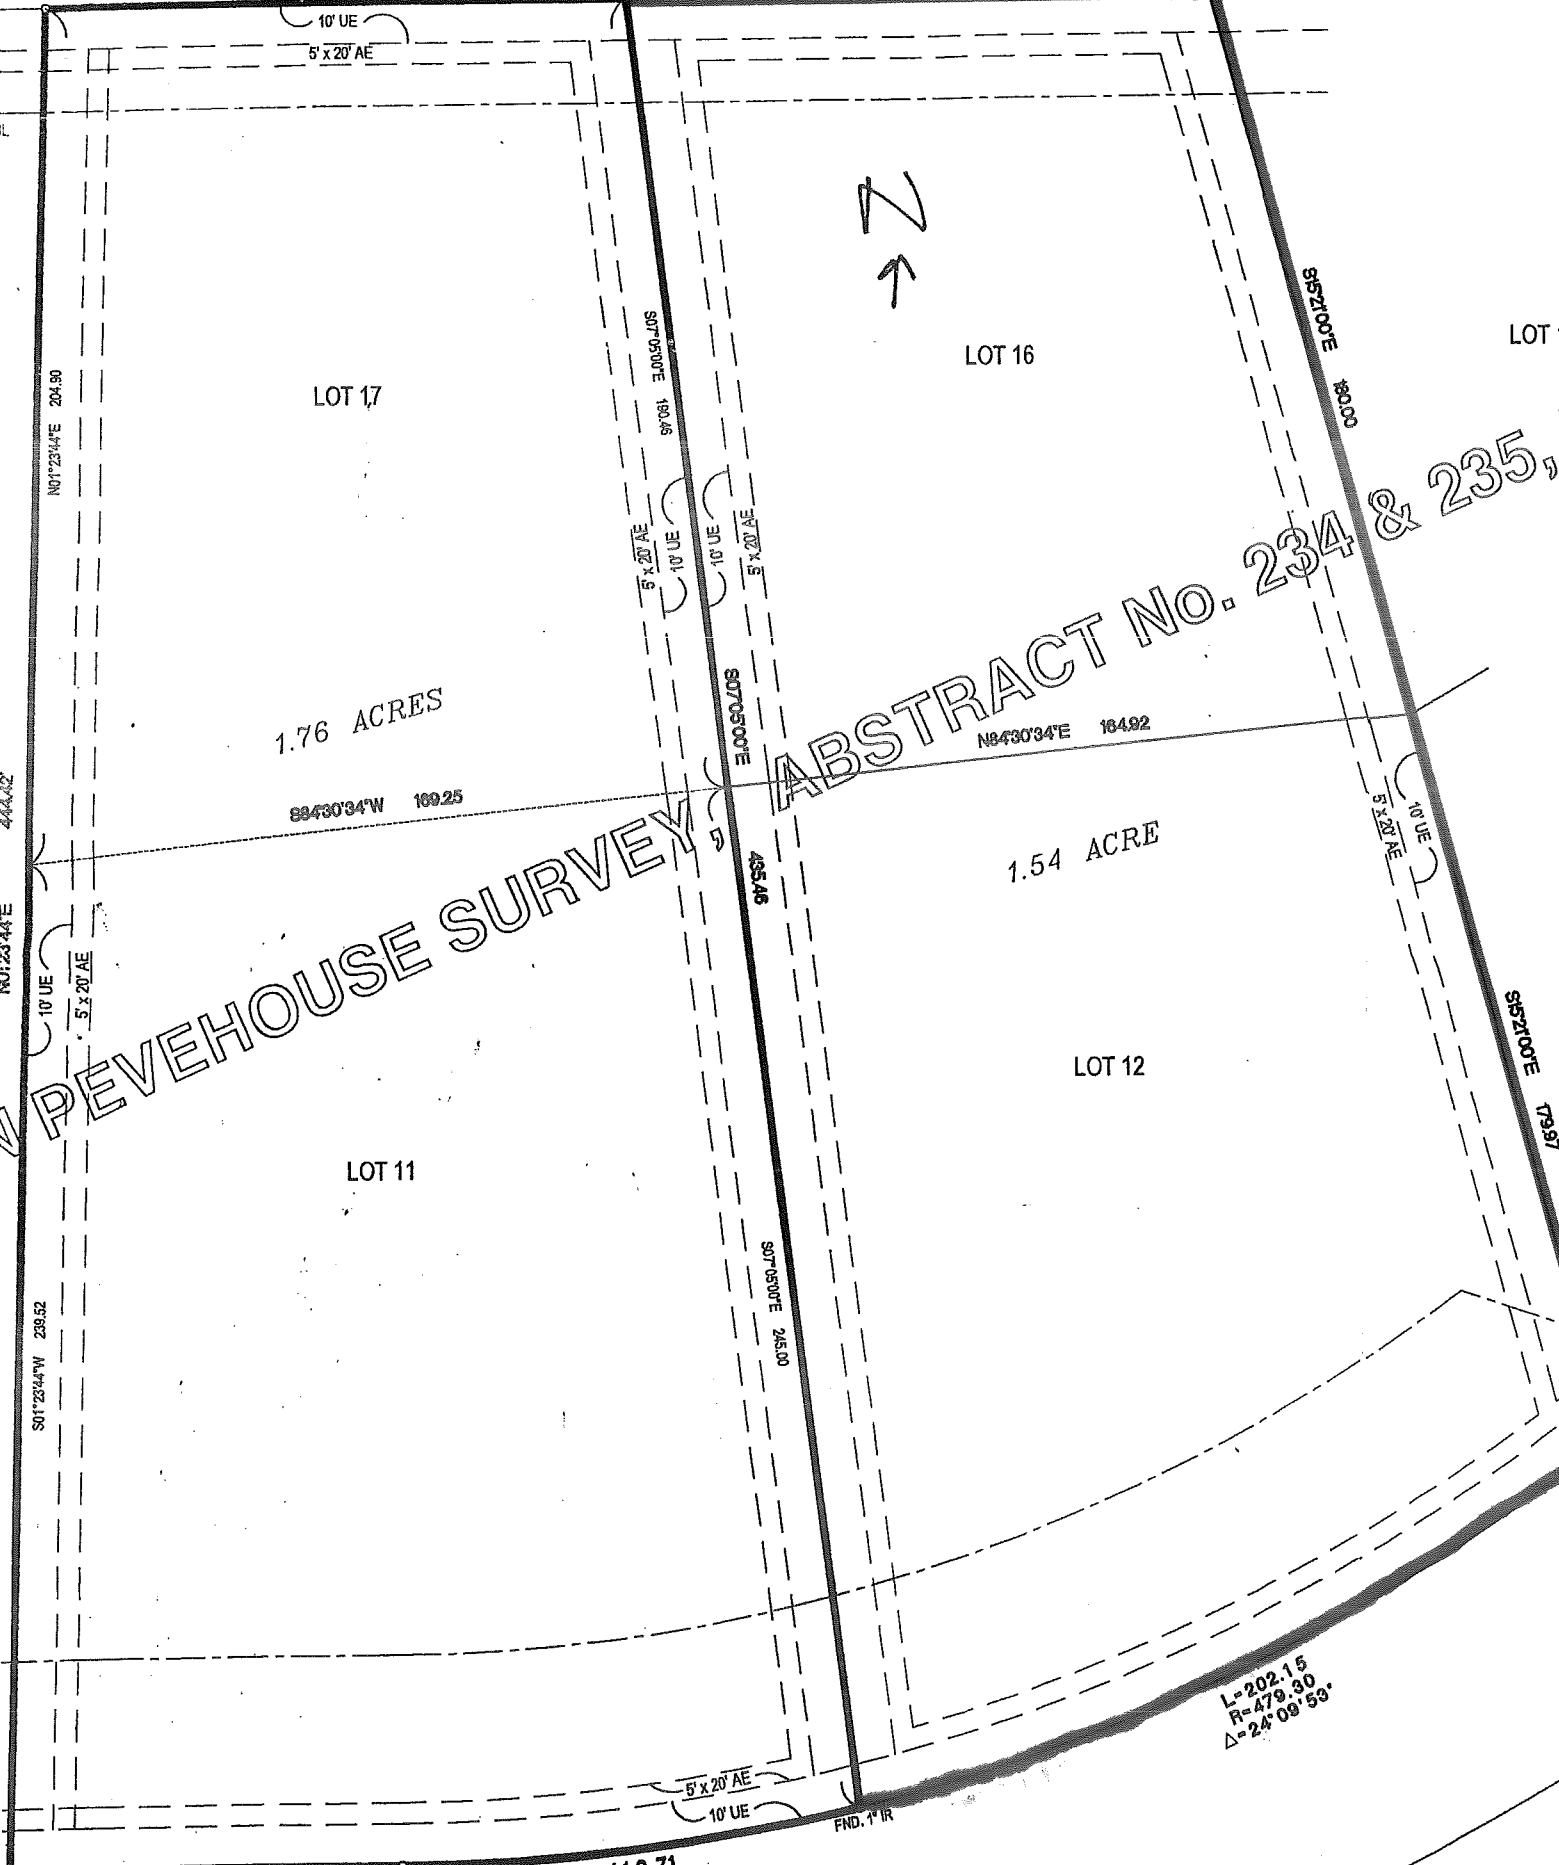 10' UE
5' x 20' AE
N
S15°21'00"E 180.00
LOT 16
LOT
S07°05'00"E 190.46
LOT 17
N01°23'44"E 204.90
5' x 20' AE
10' UE
10' UE
5' x 20' AE
PEVEHOUSE SURVEY, ABSTRACT No. 234 & 235,
S07°05'00"E 435.46
1.76 ACRES
N84°30'34"E 164.92
S84°30'34"W 169.25
444.42'
1.54 ACRE
5' x 20' AE
10' UE
10' UE
5' x 20' AE
S15°21'00"E 179.97
LOT 12
LOT 11
S07°05'00"E 245.00
S01°23'44"W 239.52
L=202.15
R=479.30
Δ=24°09'53"
5' x 20' AE
10' UE
FND. 1" IR